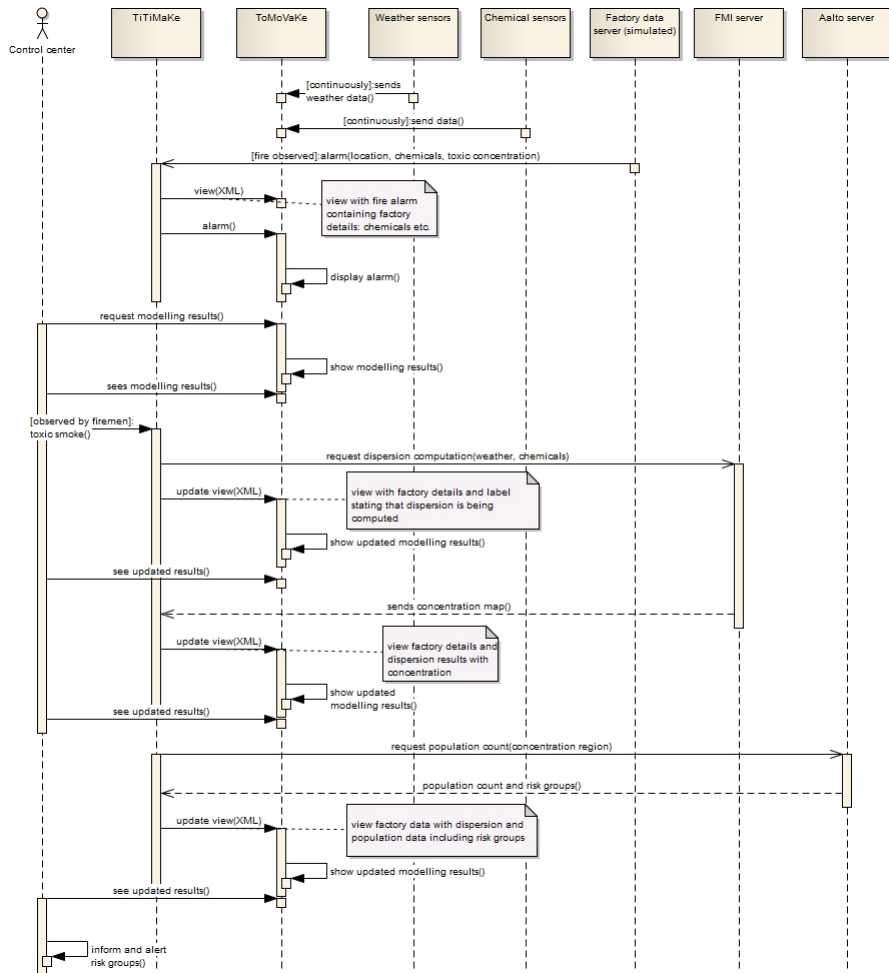 Control center
TiTiMaKe
ToMoVaKe
Weather sensors
Chemical sensors
Factory data
server (simulated)
FMI server
Aalto server
[continuously]:sends
weather data()
[continuously]:send data()
[fire observed]:alarm(location, chemicals, toxic concentration)
view(XML)
view with fire alarm
containing factory
details: chemicals etc.
alarm()
display alarm()
request modelling results()
show modelling results()
sees modelling results()
[observed by firemen]:
toxic smoke()
request dispersion computation(weather, chemicals)
update view(XML)
view with factory details and label
stating that dispersion is being
computed
show updated modelling results()
see updated results()
sends concentration map()
update view(XML)
view factory details and
dispersion results with
concentration
show updated
modelling results()
see updated results()
request population count(concentration region)
population count and risk groups()
update view(XML)
view factory data with dispersion and
population data including risk groups
show updated modelling results()
see updated results()
inform and alert
risk groups()